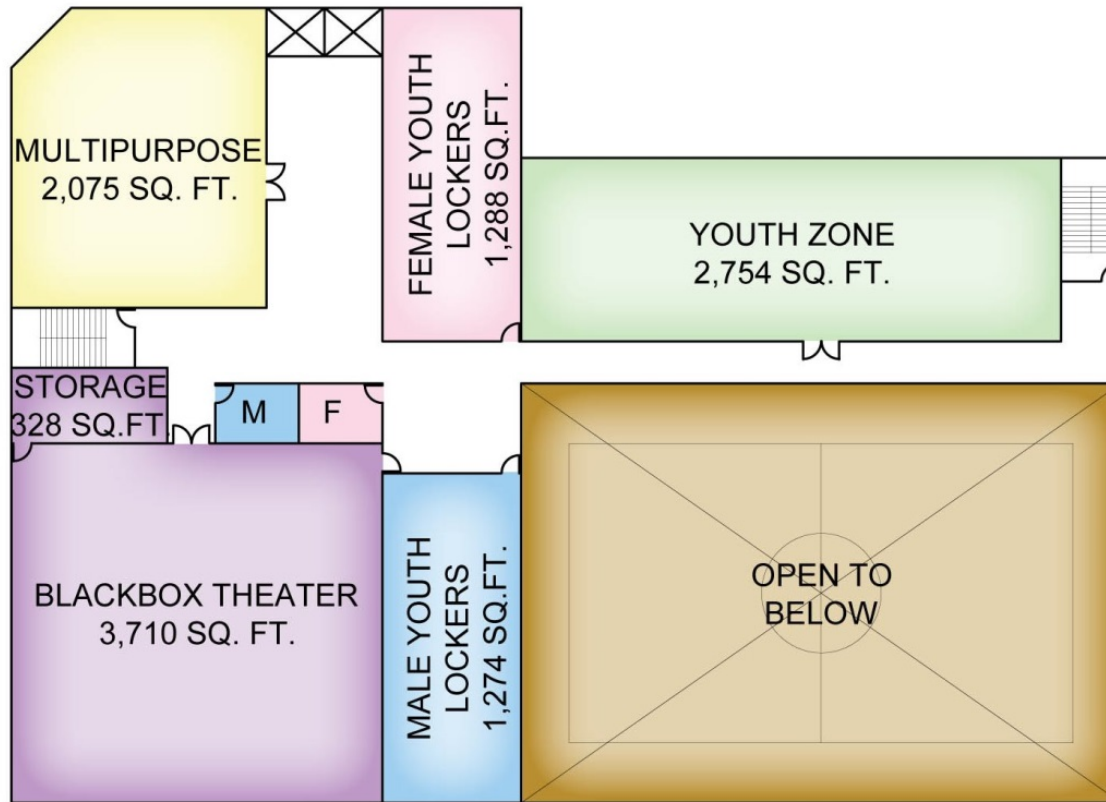 MULTIPURPOSE
2,075 SQ. FT.
FEMALE YOUTH
LOCKERS
1,288 SQ.FT.
YOUTH ZONE
2,754 SQ. FT.
STORAGE
328 SQ.FT.
M
F
BLACKBOX THEATER
3,710 SQ. FT.
MALE YOUTH
LOCKERS
1,274 SQ.FT.
OPEN TO
BELOW